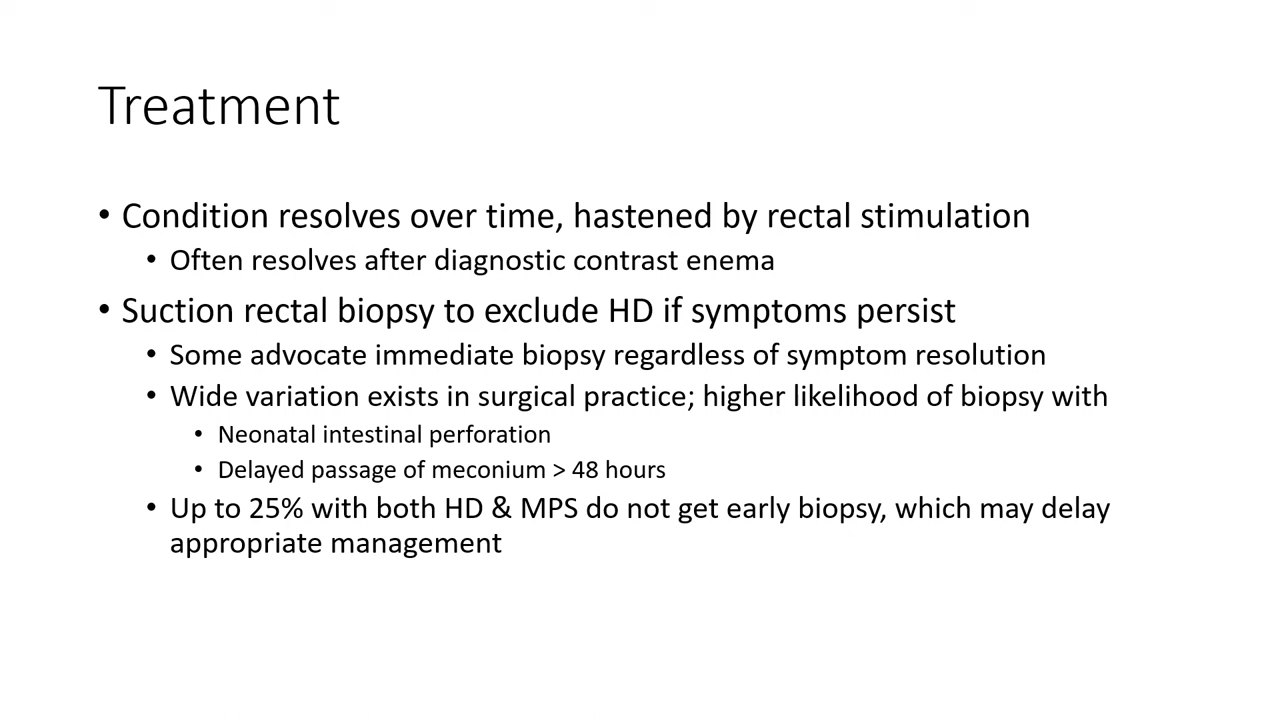 Treatment
• Condition resolves over time, hastened by rectal stimulation
• Often resolves after diagnostic contrast enema
• Suction rectal biopsy to exclude HD if symptoms persist
• Some advocate immediate biopsy regardless of symptom resolution
• Wide variation exists in surgical practice; higher likelihood of biopsy with
• Neonatal intestinal perforation
• Delayed passage of meconium > 48 hours
• Up to 25% with both HD & MPS do not get early biopsy, which may delay
appropriate management